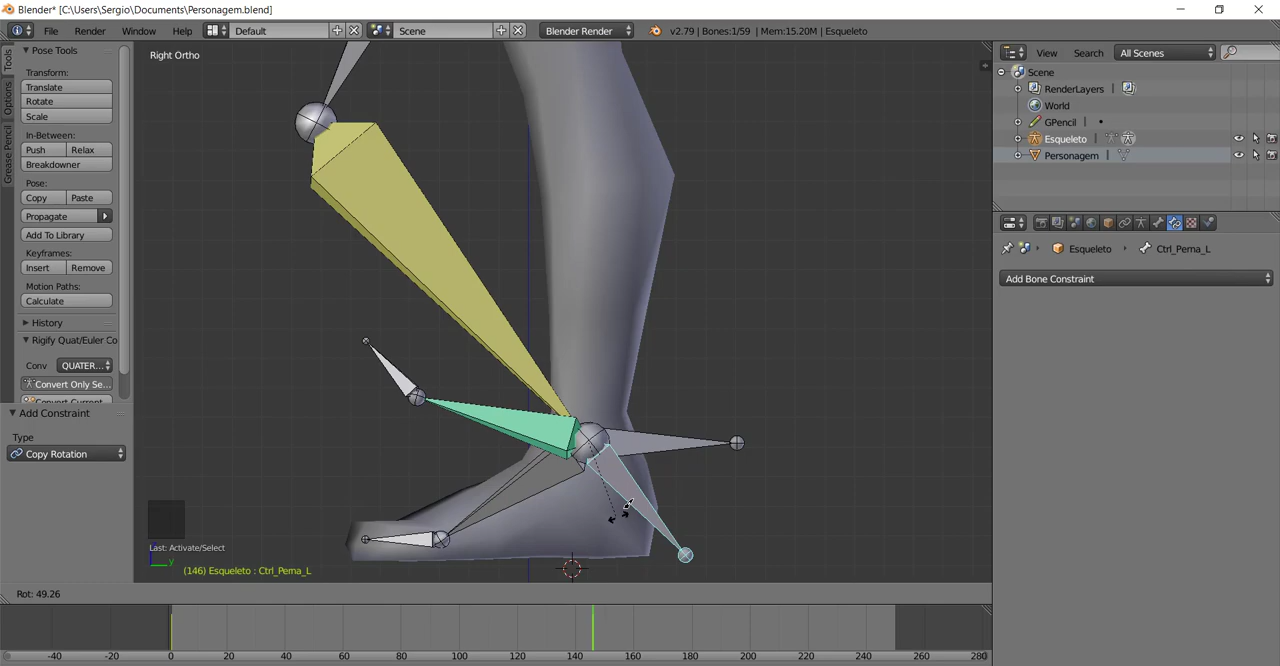 Blender* [C:\Users\Sergio\Documents\Personagem.blend]
File Render Window Help Default Scene Blender Render v2.79 | Bones:1/59 | Mem:15.20M | Esqueleto
Tools
Options
Grease Pencil
Pose Tools
Transform:
Translate
Rotate
Scale
In-Between:
Push Relax
Breakdowner
Pose:
Copy Paste
Propagate
Add To Library
Keyframes:
Insert Remove
Motion Paths:
Calculate
History
Rigify Quat/Euler Co
Conv QUATER...
Convert Only Se...
Convert Current
Add Constraint
Type
Copy Rotation
Right Ortho
Last: Activate/Select
y
(146) Esqueleto : Ctrl_Perna_L
Rot: 49.26
-40 -20 0 20 40 60 80 100 120 140 160 180 200 220 240 260 280
View Search All Scenes
Scene
RenderLayers
World
GPencil
Esqueleto
Personagem
Esqueleto Ctrl_Perna_L
Add Bone Constraint